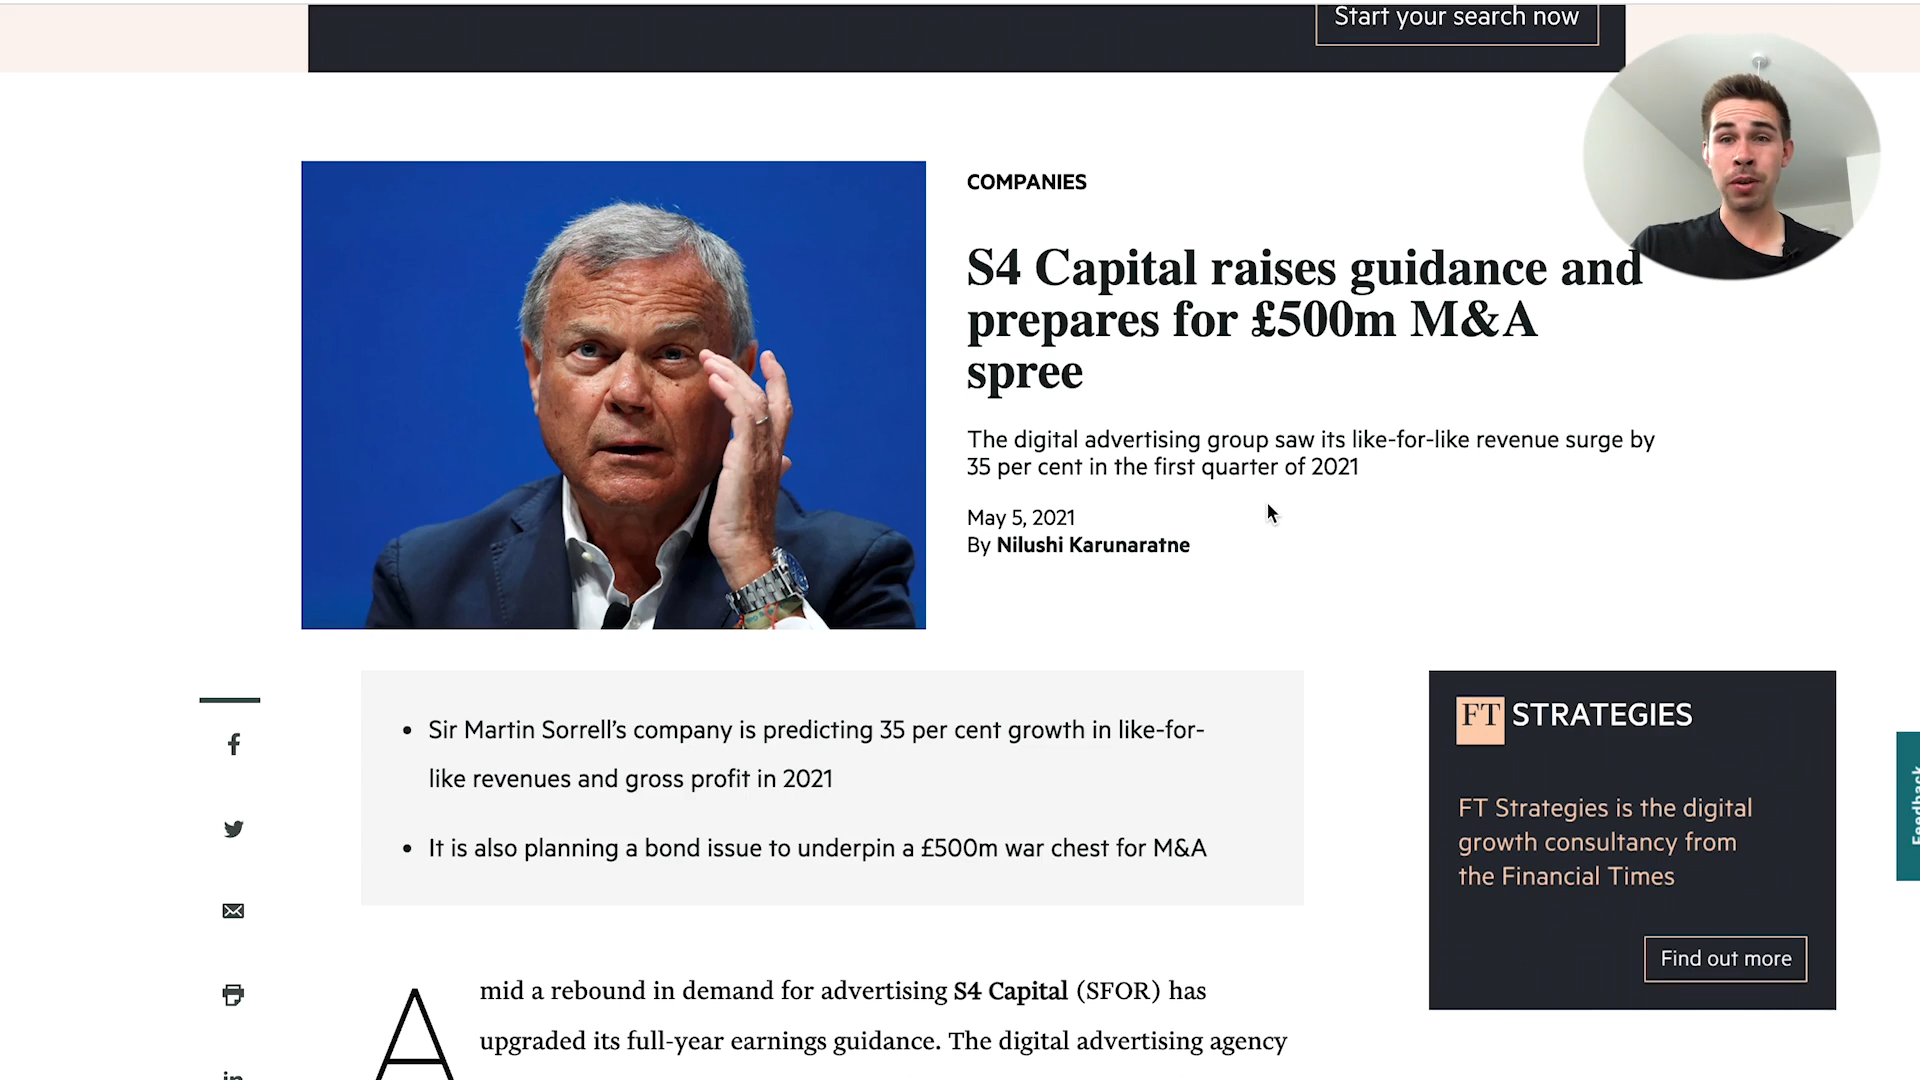 Start your search now
COMPANIES
S4 Capital raises guidance and
prepares for £500m M&A
spree
The digital advertising group saw its like-for-like revenue surge by
35 per cent in the first quarter of 2021
May 5, 2021
By Nilushi Karunaratne
Sir Martin Sorrell’s company is predicting 35 per cent growth in like-for-
like revenues and gross profit in 2021
It is also planning a bond issue to underpin a £500m war chest for M&A
FT STRATEGIES
FT Strategies is the digital
growth consultancy from
the Financial Times
Find out more
Feedback
Amid a rebound in demand for advertising S4 Capital (SFOR) has
upgraded its full-year earnings guidance. The digital advertising agency